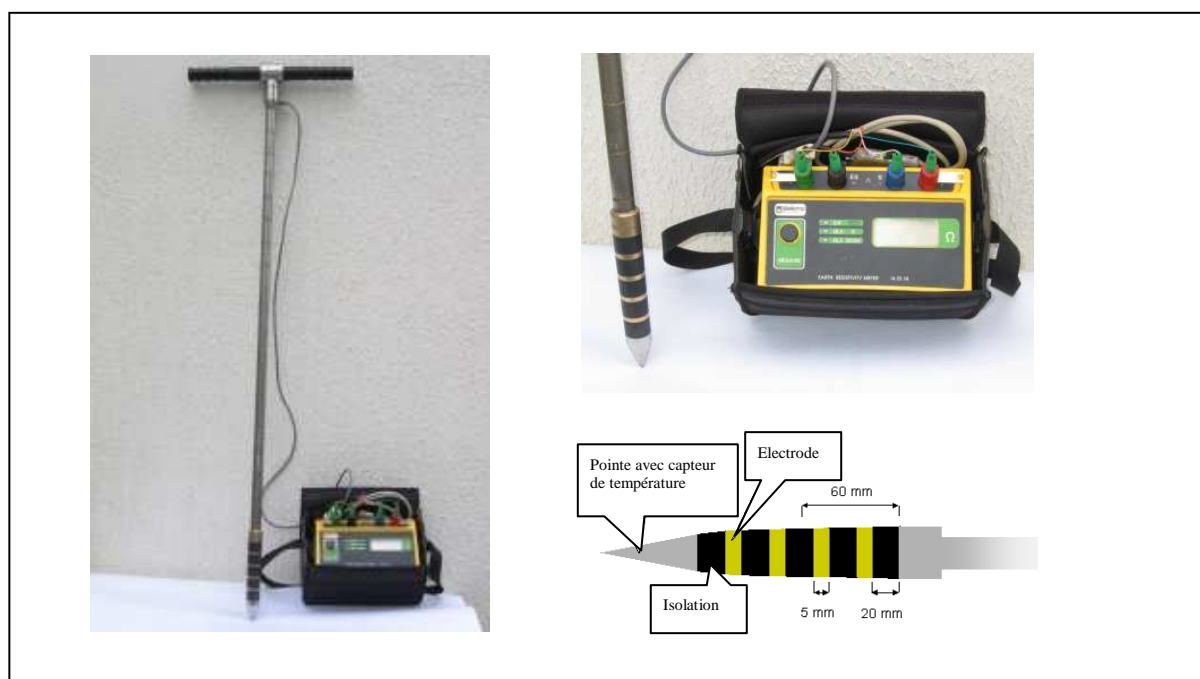 Ω
EARTH RESISTIVITY METER
Pointe avec capteur
de température
Electrode
60 mm
Isolation
5 mm
20 mm